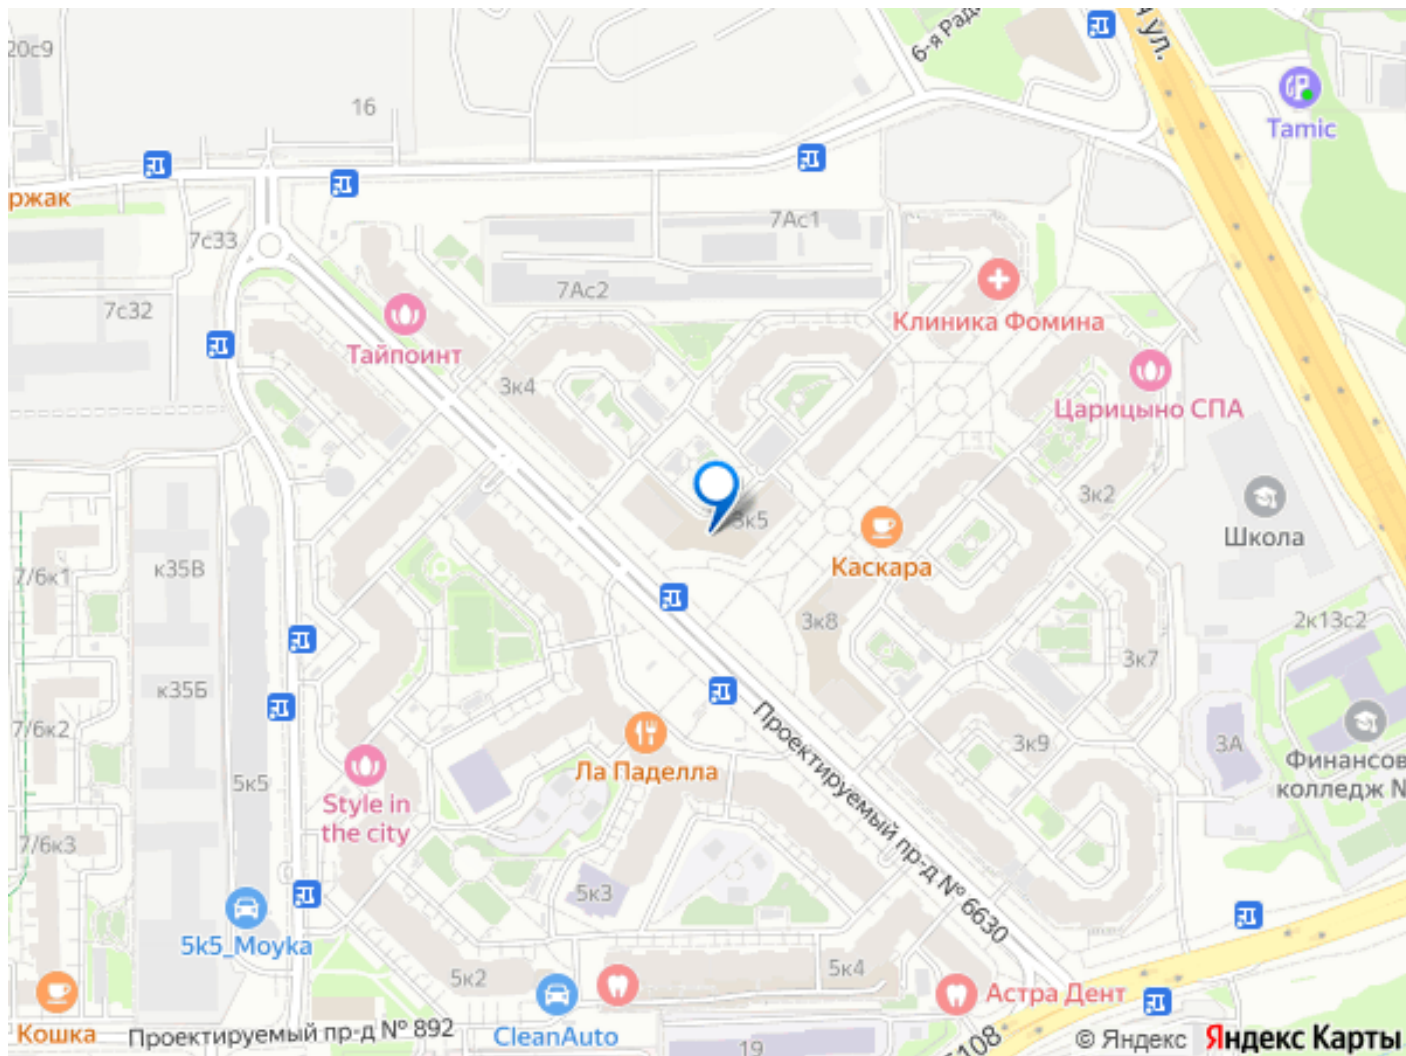 20с9
6-я Рад
ул.
16
Tamic
ржак
7с33
7Ас1
7Ас2
7с32
Клиника Фомина
Тайпоинт
3к4
Царицыно СПА
3к2
3к5
Школа
Каскара
7/6к1
к35В
3к8
2к13с2
3к7
к35Б
7/6к2
Проектируемый пр-д № 6630
3к9
3А
Ла Паделла
Финансов
колледж №
5к5
Style in
the city
7/6к3
5к3
5k5_Moyka
5к2
5к4
Астра Дент
Кошка
Проектируемый пр-д № 892
CleanAuto
19
7108
© Яндекс Яндекс Карты